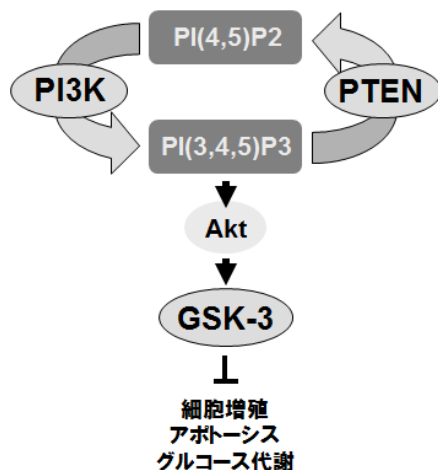 PI(4,5)P2
PI3K
PTEN
PI(3,4,5)P3
Akt
GSK-3
細胞増殖
アポトーシス
グルコース代謝